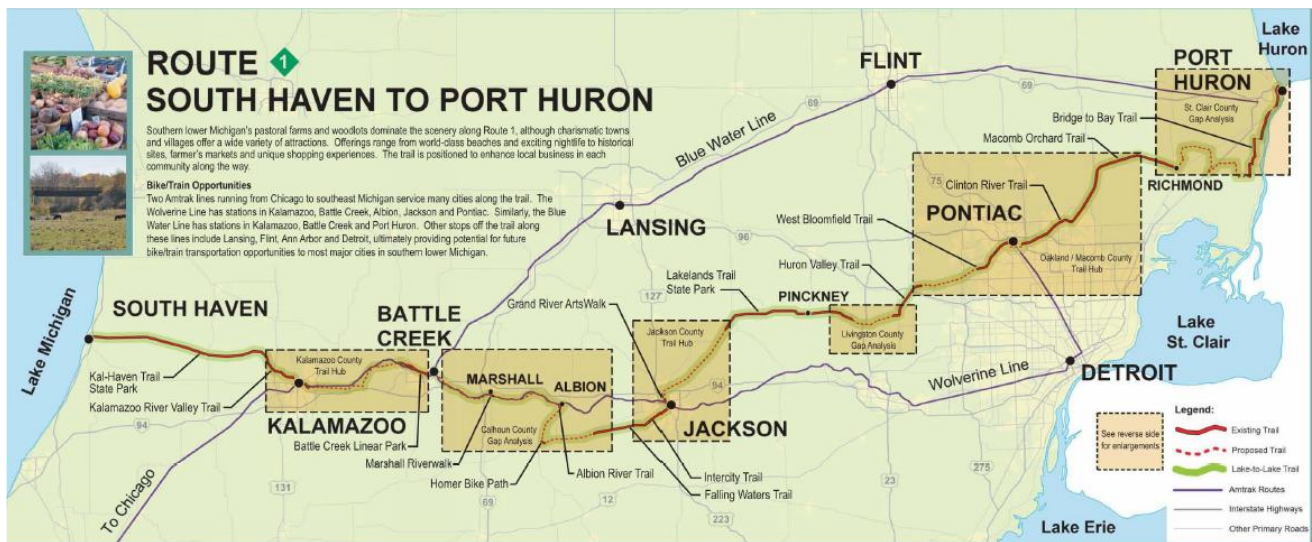 ROUTE 1
SOUTH HAVEN TO PORT HURON
Southern lower Michigan's pastoral farms and woodlots dominate the scenery along Route 1, although charismatic towns
and villages offer a wide variety of attractions. Offerings range from world-class beaches and exciting nightlife to historical
sites, farmer's markets and unique shopping experiences. The trail is positioned to enhance local business in each
community along the way.
Bike/Train Opportunities
Two Amtrak lines running from Chicago to southeast Michigan service many cities along the trail. The
Wolverine Line has stations in Kalamazoo, Battle Creek, Albion, Jackson and Pontiac. Similarly, the Blue
Water Line has stations in Kalamazoo, Battle Creek and Port Huron. Other stops off the trail along
these lines include Lansing, Flint, Ann Arbor and Detroit, ultimately providing potential for future
bike/train transportation opportunities to most major cities in southern lower Michigan.
Lake
Huron
PORT
HURON
FLINT
69
69
St. Clair County
Gap Analysis
Bridge to Bay Trail
Macomb Orchard Trail
RICHMOND
Blue Water Line
75
Clinton River Trail
PONTIAC
West Bloomfield Trail
Oakland / Macomb County
Trail Hub
LANSING
96
Huron Valley Trail
Lakelands Trail
State Park
127
PINCKNEY
Grand River ArtsWalk
Livingston County
Gap Analysis
Jackson County
Trail Hub
Lake Michigan
SOUTH HAVEN
BATTLE
CREEK
Kalamazoo County
Trail Hub
Kal-Haven Trail
State Park
Kalamazoo River Valley Trail
MARSHALL
ALBION
94
Wolverine Line
DETROIT
Lake
St. Clair
94
KALAMAZOO
Battle Creek Linear Park
Calhoun County
Gap Analysis
JACKSON
Marshall Riverwalk
Homer Bike Path
Albion River Trail
Intercity Trail
Falling Waters Trail
To Chicago
131
69
12
223
23
275
Lake Erie
See reverse side
for enlargements
Legend:
Existing Trail
Proposed Trail
Lake-to-Lake Trail
Amtrak Routes
Interstate Highways
Other Primary Roads